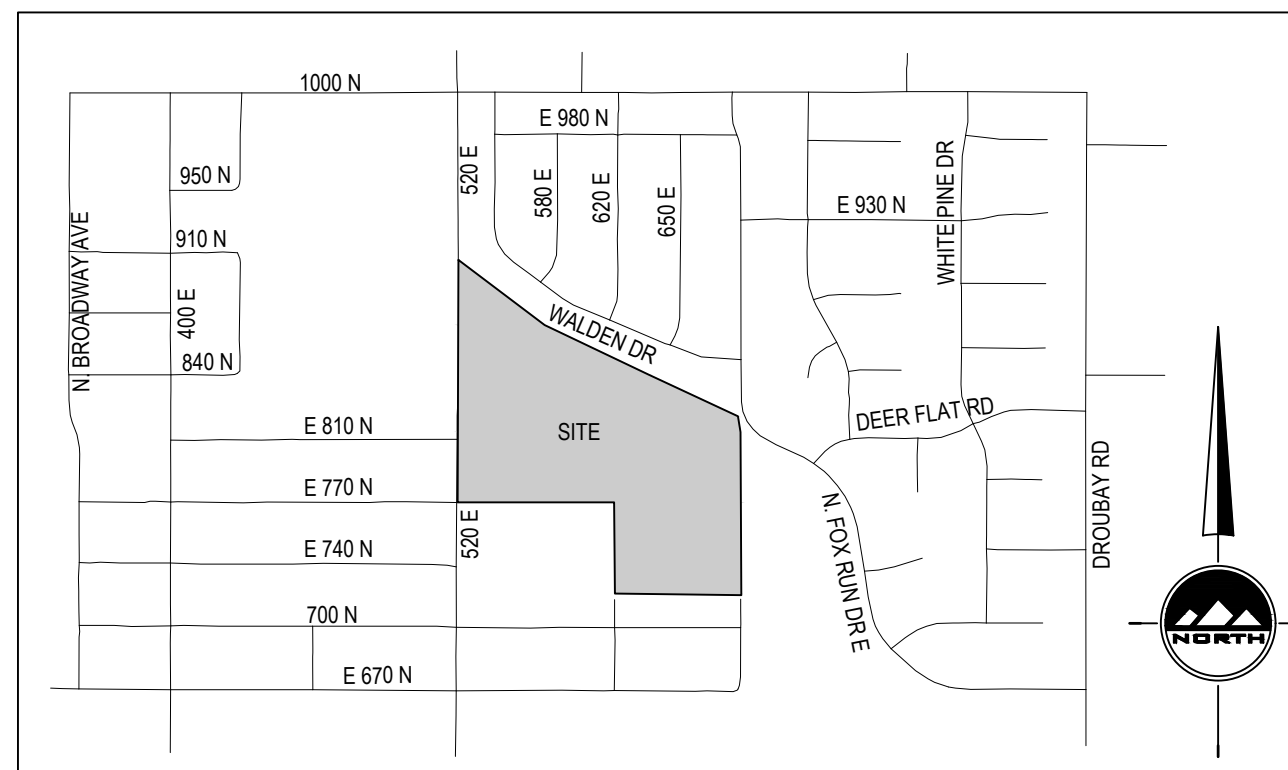 1000 N
E 980 N
950 N
520 E
580 E
620 E
650 E
WHITE PINE DR
E 930 N
N. BROADWAY AVE
910 N
400 E
840 N
WALDEN DR
DEER FLAT RD
E 810 N
SITE
E 770 N
520 E
E 740 N
N. FOX RUN DR E
DROUBAY RD
700 N
NORTH
E 670 N